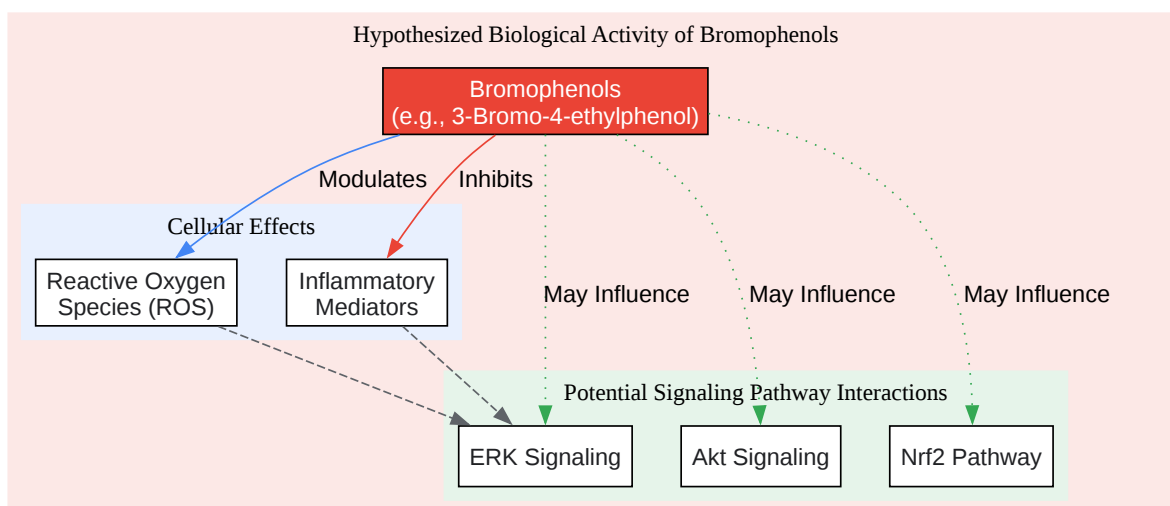 Hypothesized Biological Activity of Bromophenols
Bromophenols
(e.g., 3-Bromo-4-ethylphenol)
Modulates
Inhibits
Cellular Effects
Reactive Oxygen
Species (ROS)
Inflammatory
Mediators
May Influence
May Influence
May Influence
Potential Signaling Pathway Interactions
ERK Signaling
Akt Signaling
Nrf2 Pathway